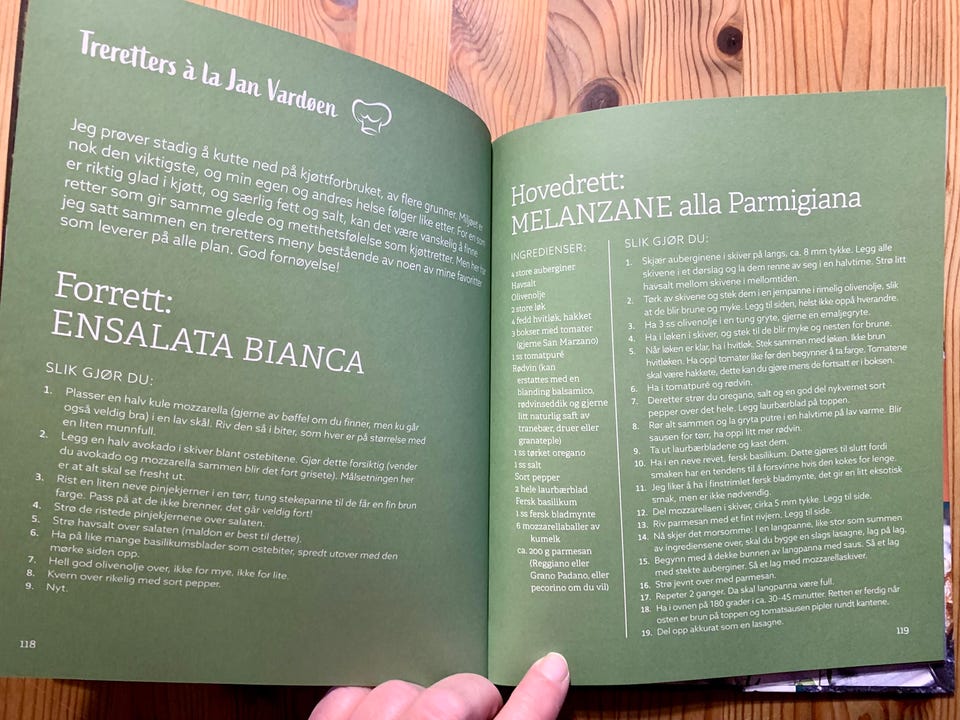 Treretters à la Jan Vardøen
Jeg prøver stadig å kutte ned på kjøttforbruket, av flere grunner. Miljøet er
nok den viktigste, og min egen og andres helse følger like etter. For en som
er riktig glad i kjøtt, og særlig fett og salt, kan det være vanskelig å finne
retter som gir samme glede og metthetsfølelse som kjøttretter. Men her har
jeg satt sammen en treretters meny bestående av noen av mine favoritter
som leverer på alle plan. God fornøyelse!
Forrett:
ENSALATA BIANCA
SLIK GJØR DU:
1. Plasser en halv kule mozzarella (gjerne av bøffel om du finner, men ku går
også veldig bra) i en lav skål. Riv den så i biter, som hver er på størrelse med
en liten munnfull.
2. Legg en halv avokado i skiver blant ostebitene. Gjør dette forsiktig (vender
du avokado og mozzarella sammen blir det fort grisete). Målsetningen her
er at alt skal se fresht ut.
3. Rist en liten neve pinjekjerner i en tørr, tung stekepanne til de får en fin brun
farge. Pass på at de ikke brenner, det går veldig fort!
4. Strø de ristede pinjekjernene over salaten.
5. Strø havsalt over salaten (maldon er best til dette).
6. Ha på like mange basilikumsblader som ostebiter, spredt utover med den
mørke siden opp.
7. Hell god olivenolje over, ikke for mye, ikke for lite.
8. Kvern over rikelig med sort pepper.
9. Nyt.
118
Hovedrett:
MELANZANE alla Parmigiana
INGREDIENSER:
4 store auberginer
Havsalt
Olivenolje
2 store løk
4 fedd hvitløk, hakket
3 bokser med tomater
(gjerne San Marzano)
1 ss tomatpuré
Rødvin (kan
erstattes med en
blanding balsamico,
rødvinseddik og gjerne
litt naturlig saft av
tranebær, druer eller
granateple)
1 ss tørket oregano
1 ss salt
Sort pepper
2 hele laurbærblad
Fersk basilikum
1 ss fersk bladmynte
6 mozzarellaballer av
kumelk
ca. 200 g parmesan
(Reggiano eller
Grano Padano, eller
pecorino om du vil)
SLIK GJØR DU:
1. Skjær auberginene i skiver på langs, ca. 8 mm tykke. Legg alle
skivene i et dørslag og la dem renne av seg i en halvtime. Strø litt
havsalt mellom skivene i mellomtiden.
2. Tørk av skivene og stek dem i en jernpanne i rimelig olivenolje, slik
at de blir brune og myke. Legg til siden, helst ikke oppå hverandre.
3. Ha 3 ss olivenolje i en tung gryte, gjerne en emaljegryte.
4. Ha i løken i skiver, og stek til de blir myke og nesten for brune.
5. Når løken er klar, ha i hvitløk. Stek sammen med løken. Ikke brun
hvitløken. Ha oppi tomater like før den begynner å ta farge. Tomatene
skal være hakkete, dette kan du gjøre mens de fortsatt er i boksen.
6. Ha i tomatpuré og rødvin.
7. Deretter strør du oregano, salt og en god del nykvernet sort
pepper over det hele. Legg laurbærblad på toppen.
8. Rør alt sammen og la gryta putre i en halvtime på lav varme. Blir
sausen for tørr, ha oppi litt mer rødvin.
9. Ta ut laurbærbladene og kast dem.
10. Ha i en neve revet, fersk basilikum. Dette gjøres til slutt fordi
smaken har en tendens til å forsvinne hvis den kokes for lenge.
11. Jeg liker å ha i finstrimlet fersk bladmynte, det gir en litt eksotisk
smak, men er ikke nødvendig.
12. Del mozzarellaen i skiver, cirka 5 mm tykke. Legg til side.
13. Riv parmesan med et fint rivjern. Legg til side.
14. Nå skjer det morsomme: I en langpanne, like stor som summen
av ingrediensene over, skal du bygge en slags lasagne, lag på lag.
15. Begynn med å dekke bunnen av langpanna med saus. Så et lag
med stekte auberginer. Så et lag med mozzarellaskiver.
16. Strø jevnt over med parmesan.
17. Repeter 2 ganger. Da skal langpanna være full.
18. Ha i ovnen på 180 grader i ca. 30-45 minutter. Retten er ferdig når
osten er brun på toppen og tomatsausen pipler rundt kantene.
19. Del opp akkurat som en lasagne.
119